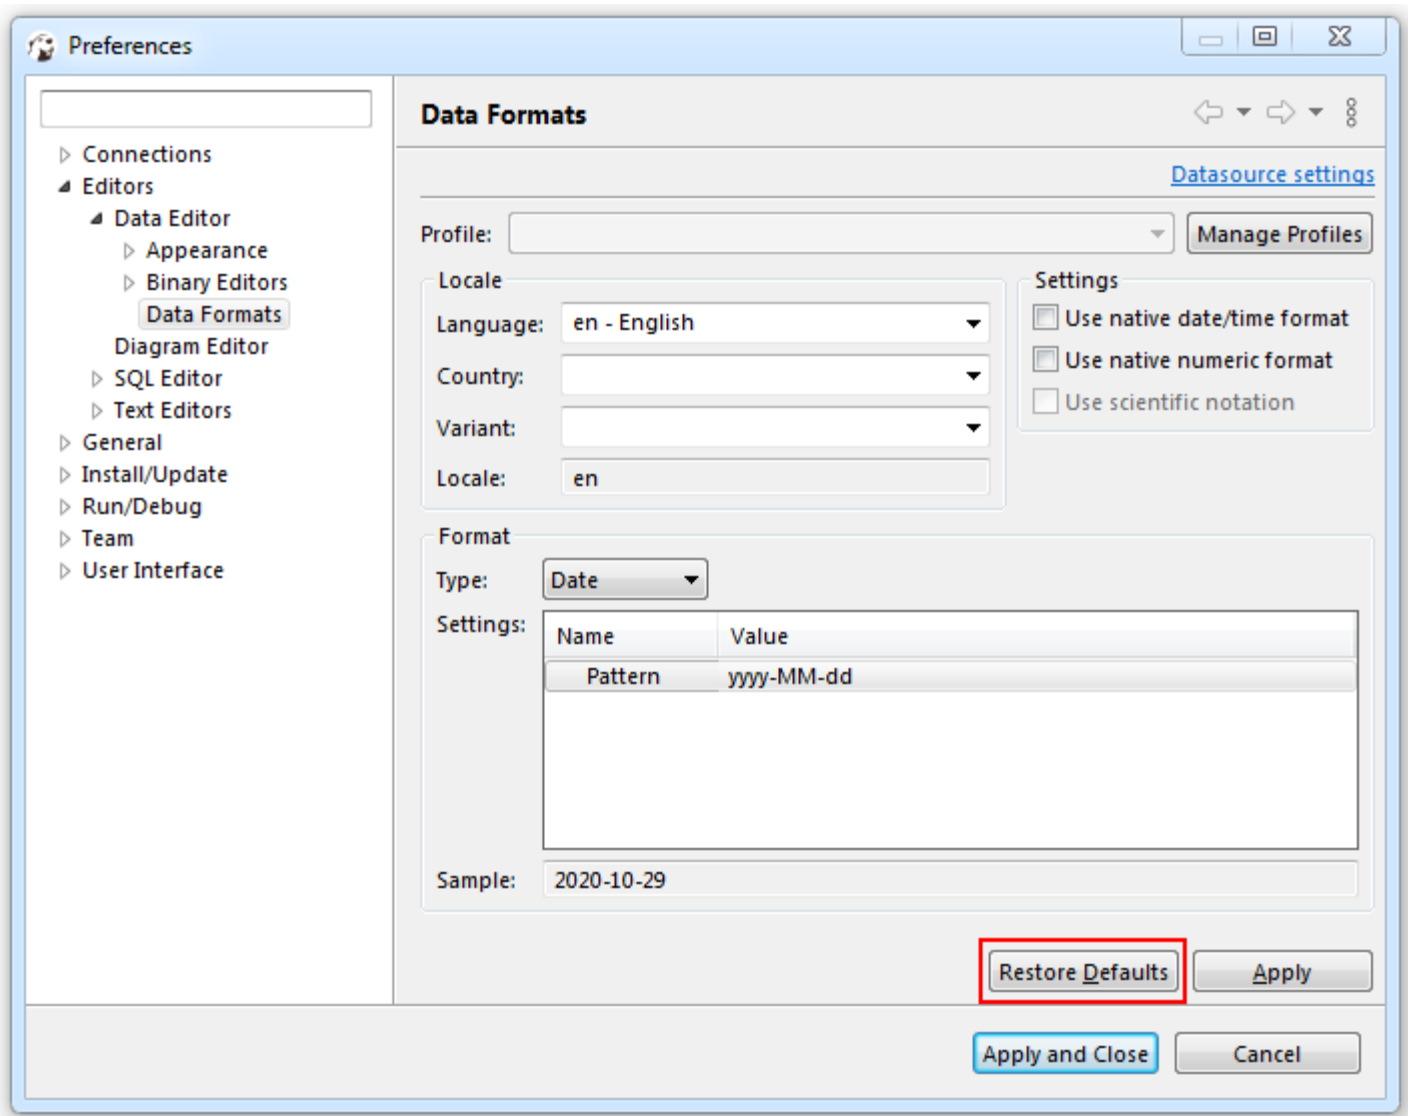 Preferences
Connections
Editors
Data Editor
Appearance
Binary Editors
Data Formats
Diagram Editor
SQL Editor
Text Editors
General
Install/Update
Run/Debug
Team
User Interface
Data Formats
Datasource settings
Profile:
Manage Profiles
Locale
Language: en - English
Country:
Variant:
Locale: en
Settings
Use native date/time format
Use native numeric format
Use scientific notation
Format
Type: Date
Settings:
Name Value
Pattern yyyy-MM-dd
Sample: 2020-10-29
Restore Defaults Apply
Apply and Close Cancel